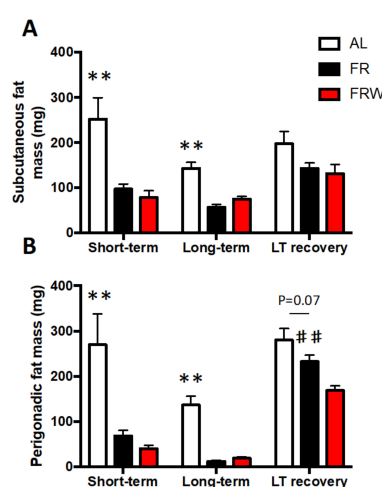 A
AL
FR
FRW
Subcutaneous fat
mass (mg)
400
300
200
100
0
**
**
Short-term
Long-term
LT recovery
B
Perigonadic fat mass (mg)
400
300
200
100
0
**
**
P=0.07
##
Short-term
Long-term
LT recovery